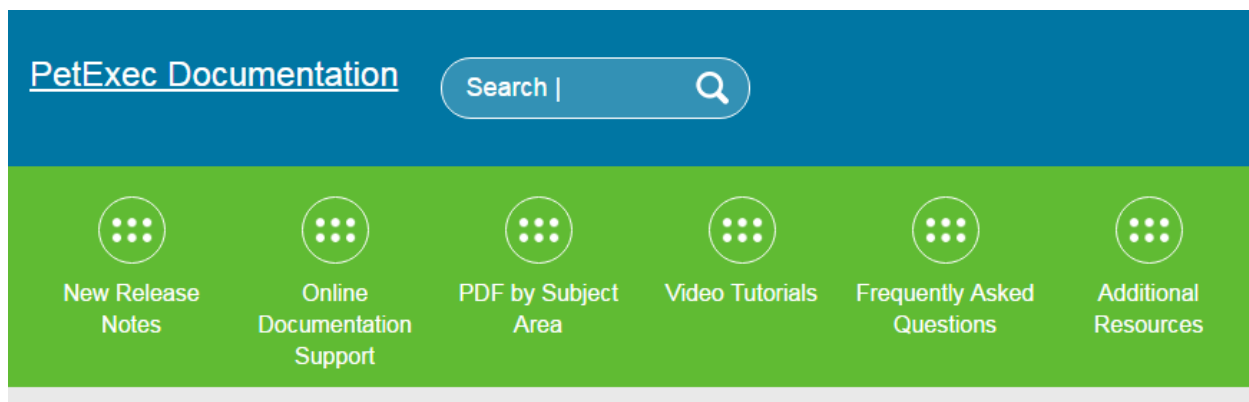 PetExec Documentation
Search |
New Release
Notes
Online
Documentation
Support
PDF by Subject
Area
Video Tutorials
Frequently Asked
Questions
Additional
Resources